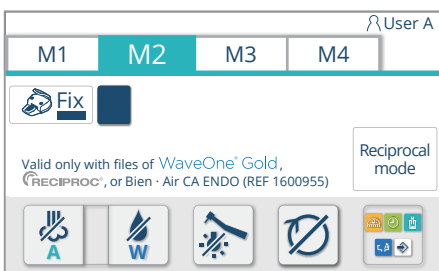 User A
M1 M2 M3 M4
Fix
Valid only with files of WaveOne® Gold,
RECIPROC®, or Bien · Air CA ENDO (REF 1600955)
Reciprocal
mode
A W